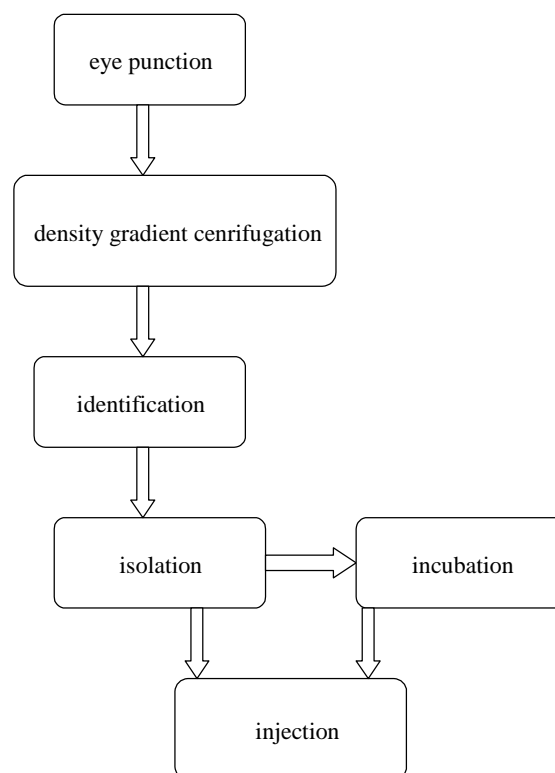 eye punction
density gradient cenrifugation
identification
isolation
incubation
injection